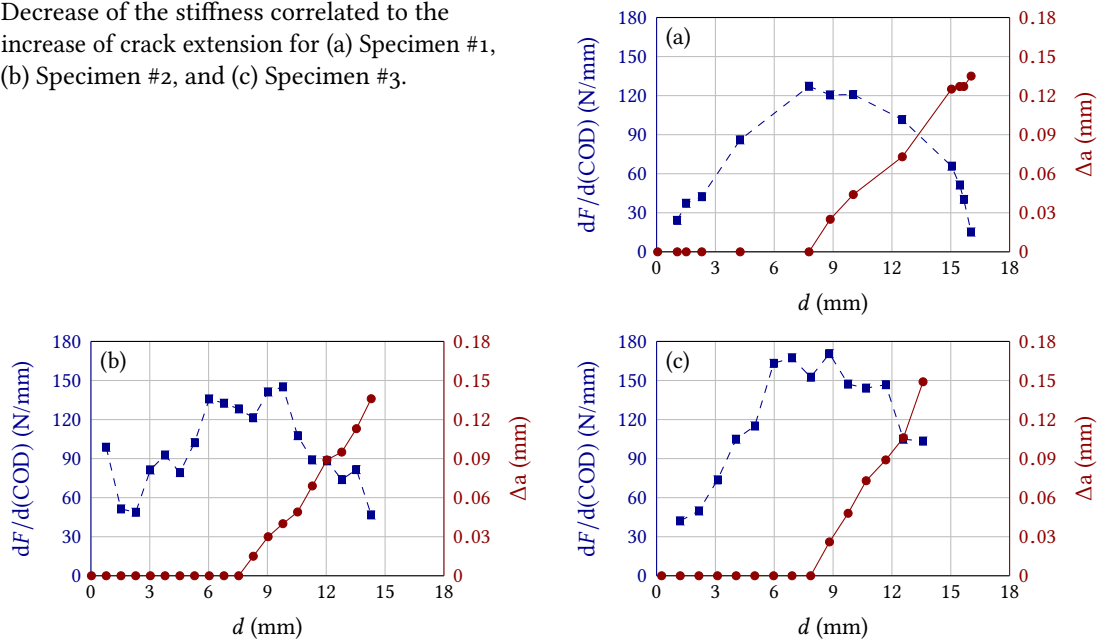 Decrease of the stiffness correlated to the
increase of crack extension for (a) Specimen #1,
(b) Specimen #2, and (c) Specimen #3.
(a)
dF/d(COD) (N/mm)
180
150
120
90
60
30
0
0 3 6 9 12 15 18
d (mm)
0.18
0.15
0.12
0.09
0.06
0.03
0
Δa (mm)
(b)
dF/d(COD) (N/mm)
180
150
120
90
60
30
0
0 3 6 9 12 15 18
d (mm)
0.18
0.15
0.12
0.09
0.06
0.03
0
Δa (mm)
(c)
dF/d(COD) (N/mm)
180
150
120
90
60
30
0
0 3 6 9 12 15 18
d (mm)
0.18
0.15
0.12
0.09
0.06
0.03
0
Δa (mm)